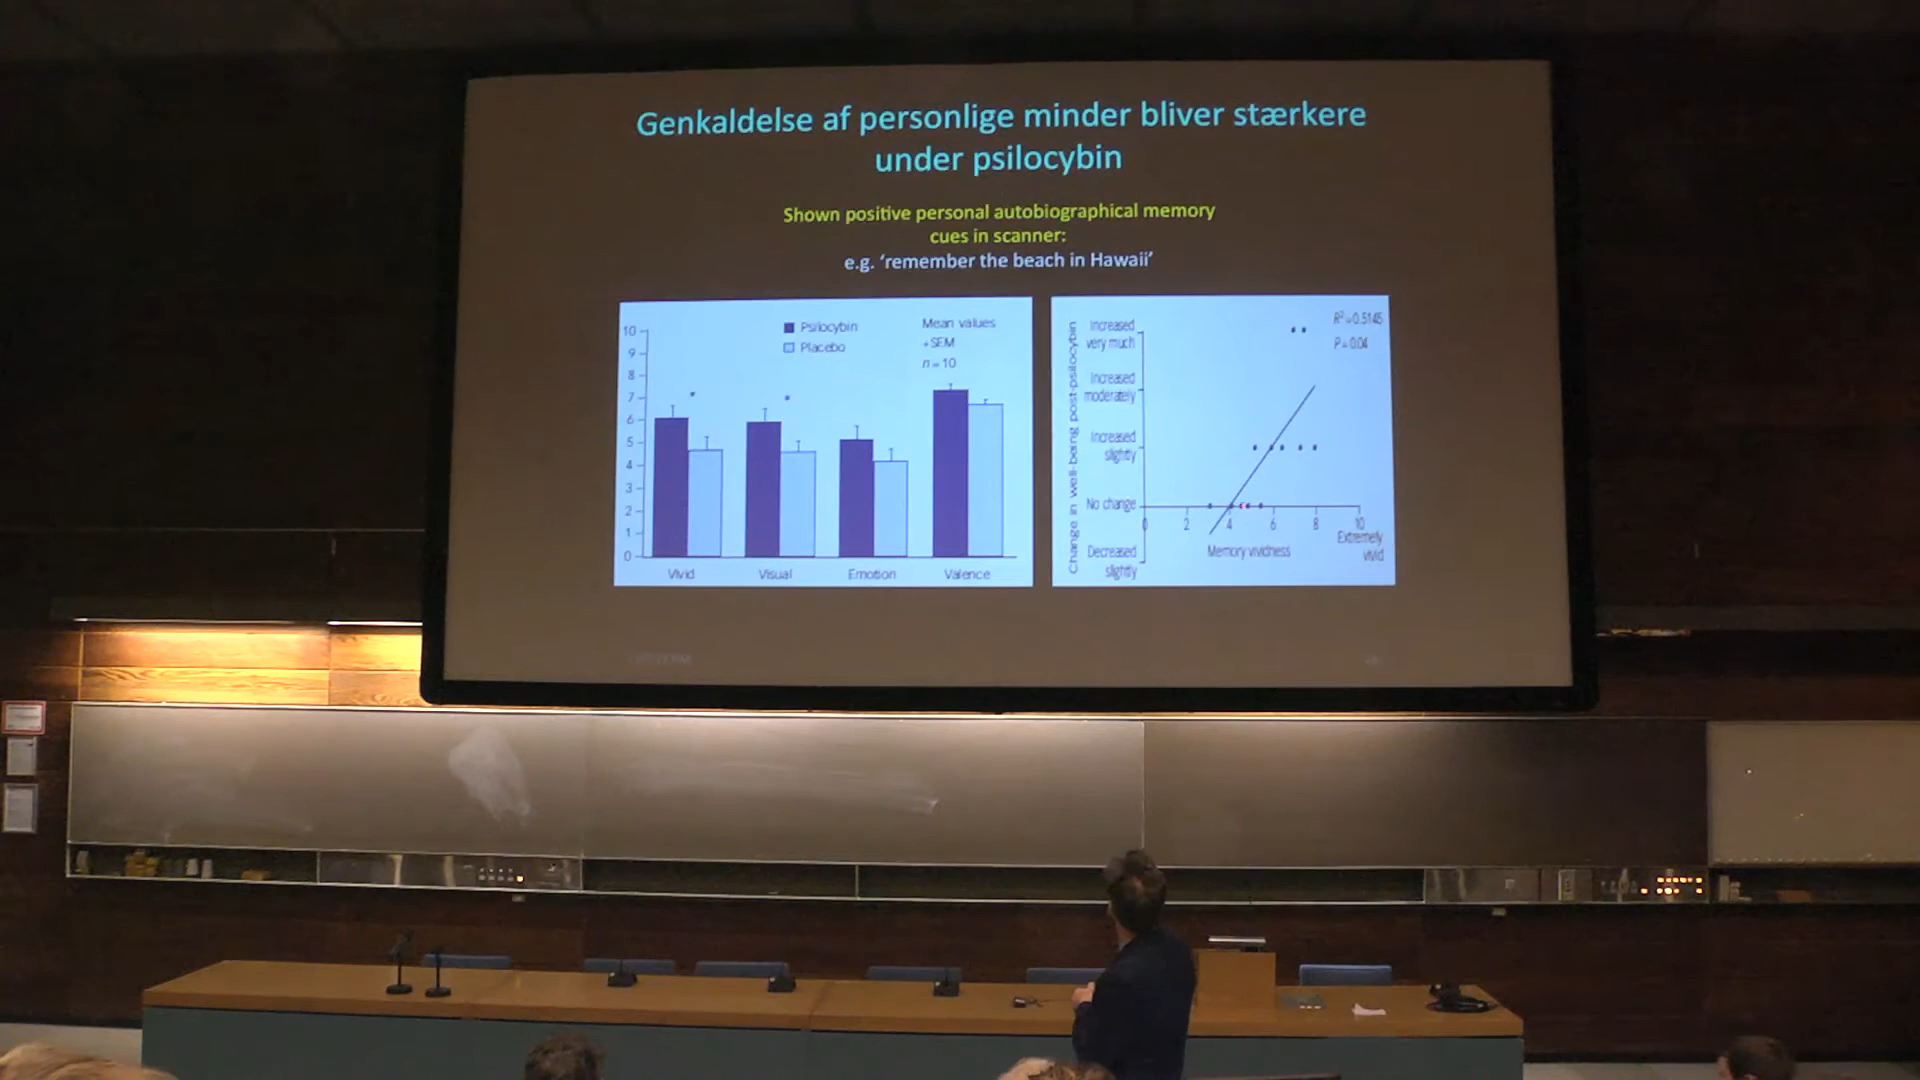 Genkaldelse af personlige minder bliver stærkere
under psilocybin
Shown positive personal autobiographical memory
cues in scanner:
e.g. ‘remember the beach in Hawaii’
10
9
8
7
6
5
4
3
2
1
0
Psilocybin
Placebo
Mean values
+SEM
n = 10
Vivid
Visual
Emotion
Valence
Change in well-being post-psilocybin
Increased
very much
Increased
moderately
Increased
slightly
No change
Decreased
slightly
R² = 0.5145
P = 0.04
0 2 4 6 8 10
Memory vividness
Extremely
vivid